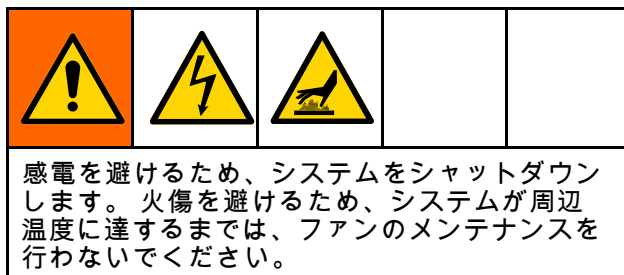 感電を避けるため、システムをシャットダウン
します。 火傷を避けるため、システムが周辺
温度に達するまでは、ファンのメンテナンスを
行わないでください。